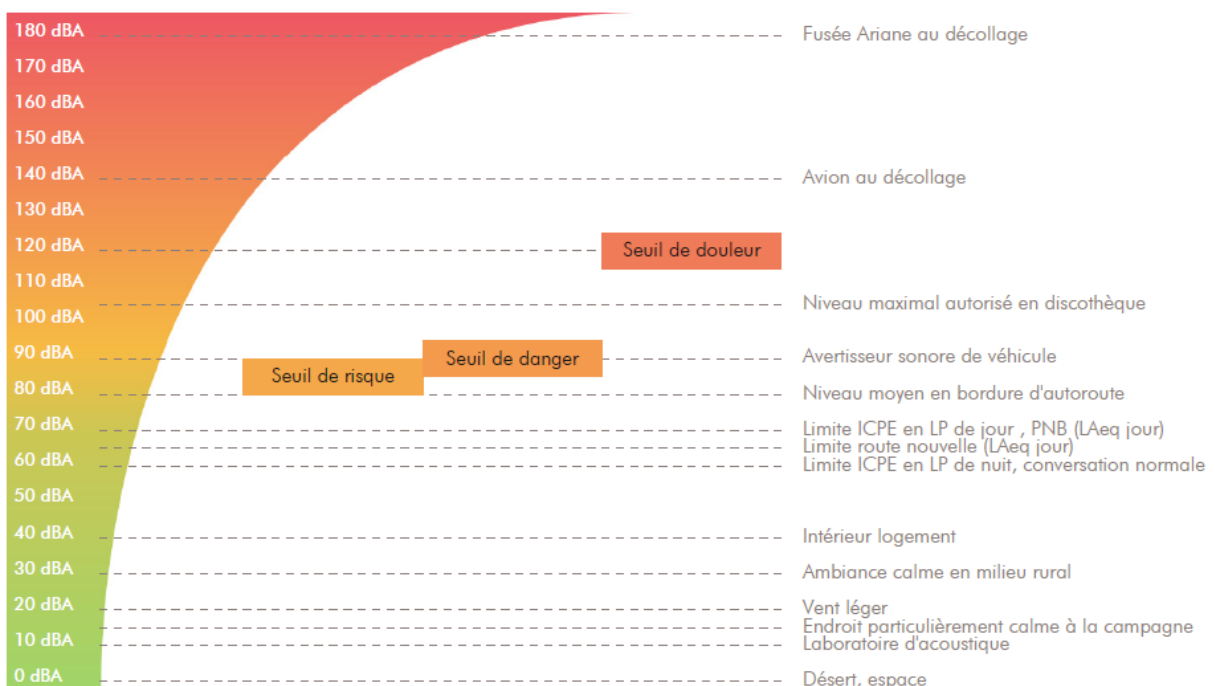 180 dBA
Fusée Ariane au décollage
170 dBA
160 dBA
150 dBA
140 dBA
Avion au décollage
130 dBA
120 dBA
Seuil de douleur
110 dBA
Niveau maximal autorisé en discothèque
100 dBA
90 dBA
Seuil de danger
Avertisseur sonore de véhicule
Seuil de risque
80 dBA
Niveau moyen en bordure d'autoroute
70 dBA
Limite ICPE en LP de jour , PNB (LAeq jour)
Limite route nouvelle (LAeq jour)
60 dBA
Limite ICPE en LP de nuit, conversation normale
50 dBA
40 dBA
Intérieur logement
30 dBA
Ambiance calme en milieu rural
20 dBA
Vent léger
Endroit particulièrement calme à la campagne
10 dBA
Laboratoire d'acoustique
0 dBA
Désert, espace